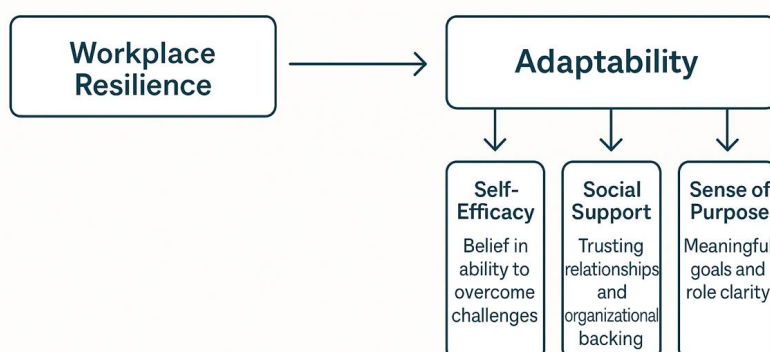 Workplace
Resilience
Adaptability
Self-
Efficacy
Belief in
ability to
overcome
challenges
Social
Support
Trusting
relationships
and
organizational
backing
Sense of
Purpose
Meaningful
goals and
role clarity